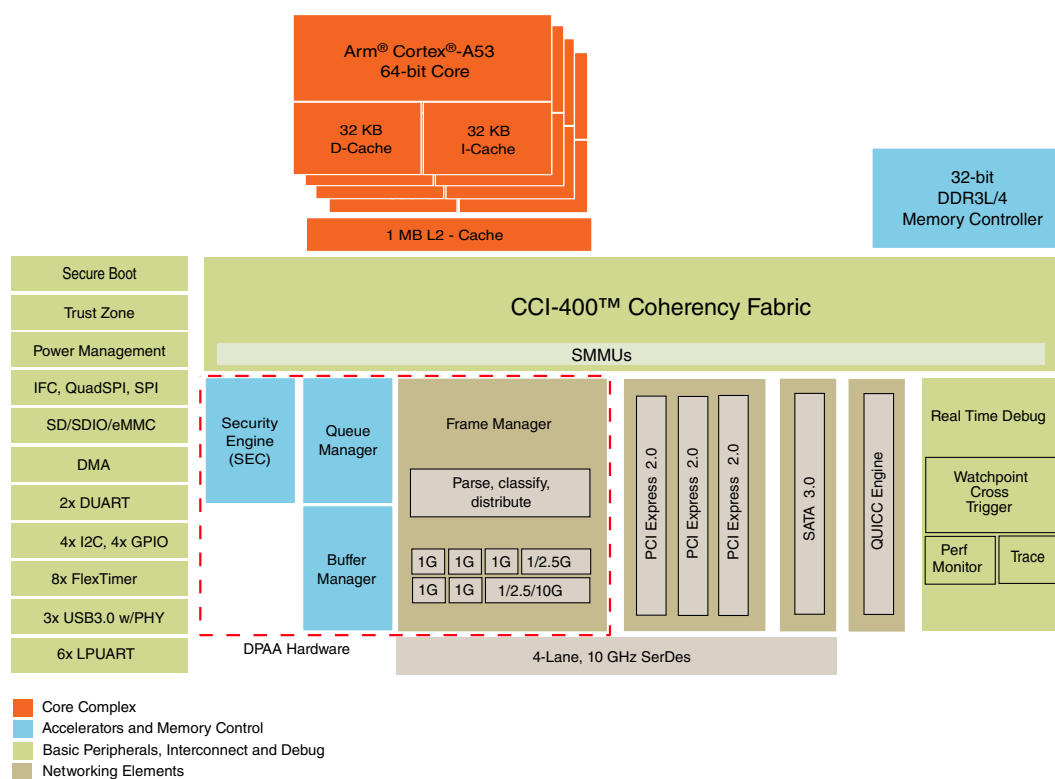 Arm® Cortex®-A53
64-bit Core
32 KB
D-Cache
32 KB
I-Cache
1 MB L2 - Cache
32-bit
DDR3L/4
Memory Controller
Secure Boot
Trust Zone
Power Management
IFC, QuadSPI, SPI
SD/SDIO/eMMC
DMA
2x DUART
4x I2C, 4x GPIO
8x FlexTimer
3x USB3.0 w/PHY
6x LPUART
CCI-400™ Coherency Fabric
SMMUs
Security
Engine
(SEC)
Queue
Manager
Buffer
Manager
Frame Manager
Parse, classify,
distribute
1G 1G 1G 1/2.5G
1G 1G 1/2.5/10G
DPAA Hardware
PCI Express 2.0
PCI Express 2.0
PCI Express 2.0
SATA 3.0
QUICC Engine
4-Lane, 10 GHz SerDes
Real Time Debug
Watchpoint
Cross
Trigger
Perf
Monitor
Trace
Core Complex
Accelerators and Memory Control
Basic Peripherals, Interconnect and Debug
Networking Elements